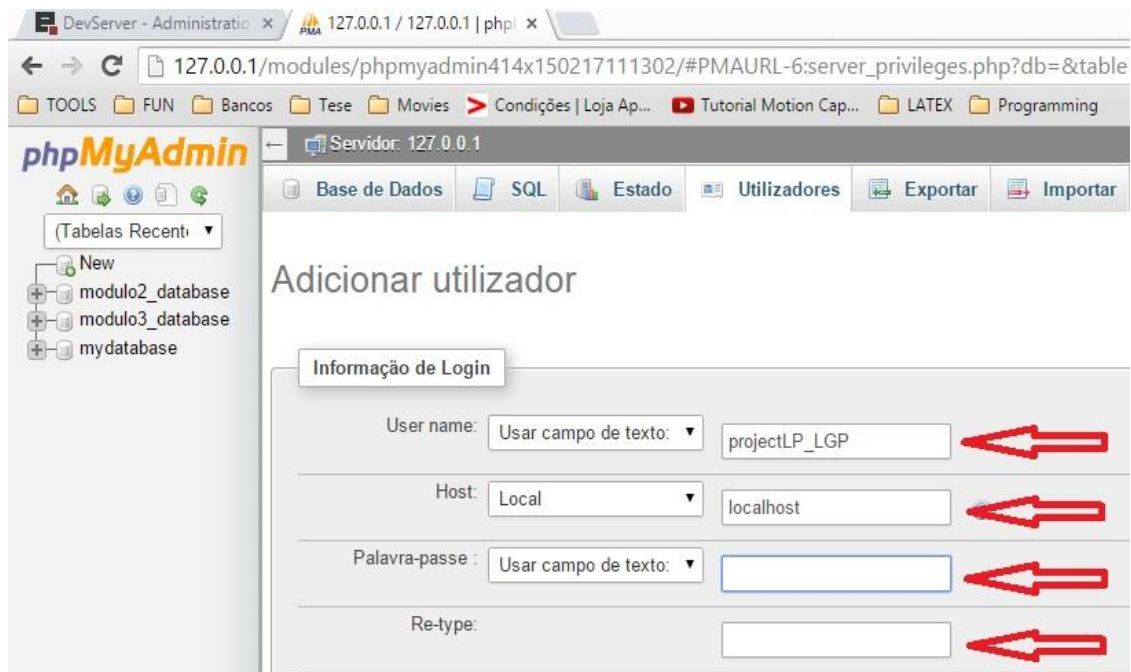 DevServer - Administratio
127.0.0.1 / 127.0.0.1 | phpl
127.0.0.1/modules/phpmyadmin414x150217111302/#PMAURL-6:server_privileges.php?db=&table
TOOLS FUN Bancos Tese Movies Condições | Loja Ap... Tutorial Motion Cap... LATEX Programming
phpMyAdmin
Servidor: 127.0.0.1
Base de Dados SQL Estado Utilizadores Exportar Importar
(Tabelas Recente
New
modulo2_database
modulo3_database
mydatabase
Adicionar utilizador
Informação de Login
User name: Usar campo de texto: projectLP_LGP
Host: Local localhost
Palavra-passe : Usar campo de texto:
Re-type: